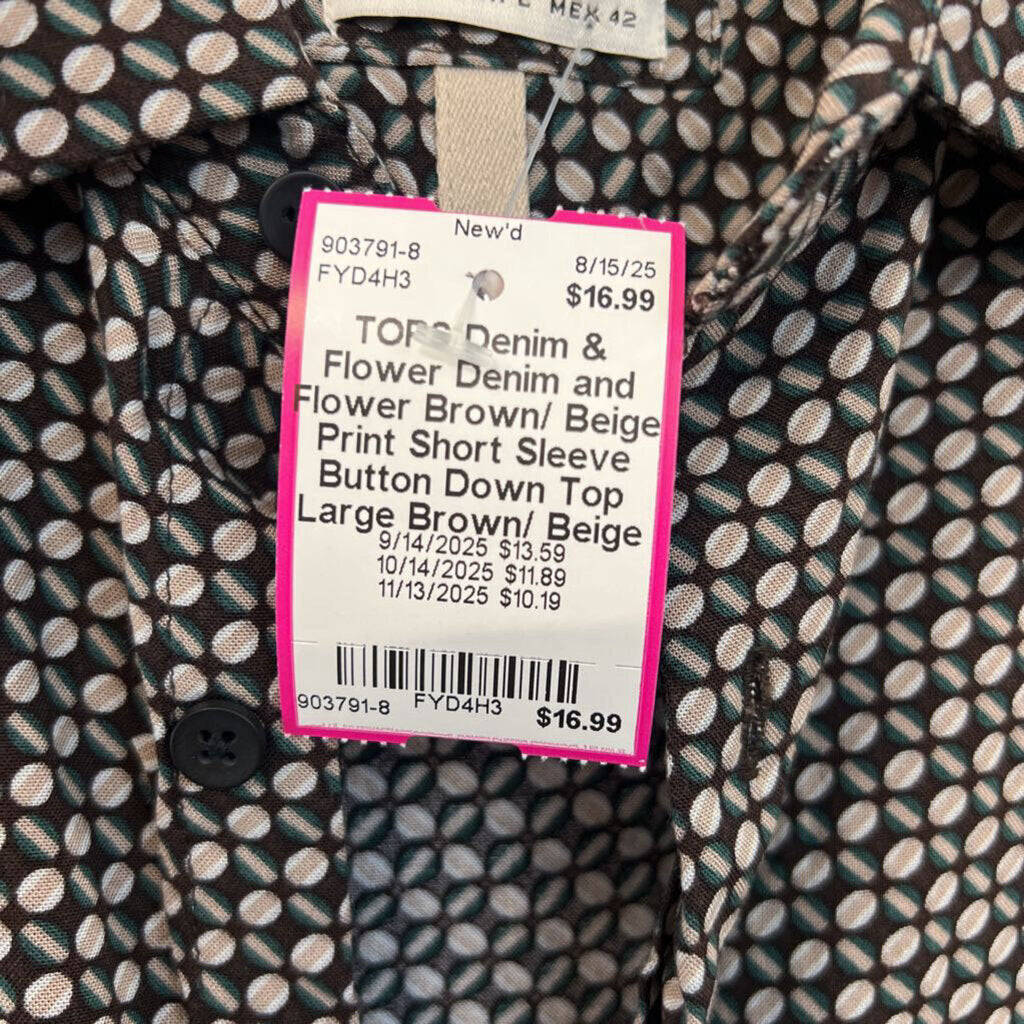 MEX 42
New'd
903791-8
8/15/25
FYD4H3
$16.99
TOPS Denim &
Flower Denim and
Flower Brown/ Beige
Print Short Sleeve
Button Down Top
Large Brown/ Beige
9/14/2025 $13.59
10/14/2025 $11.89
11/13/2025 $10.19
903791-8 FYD4H3 $16.99